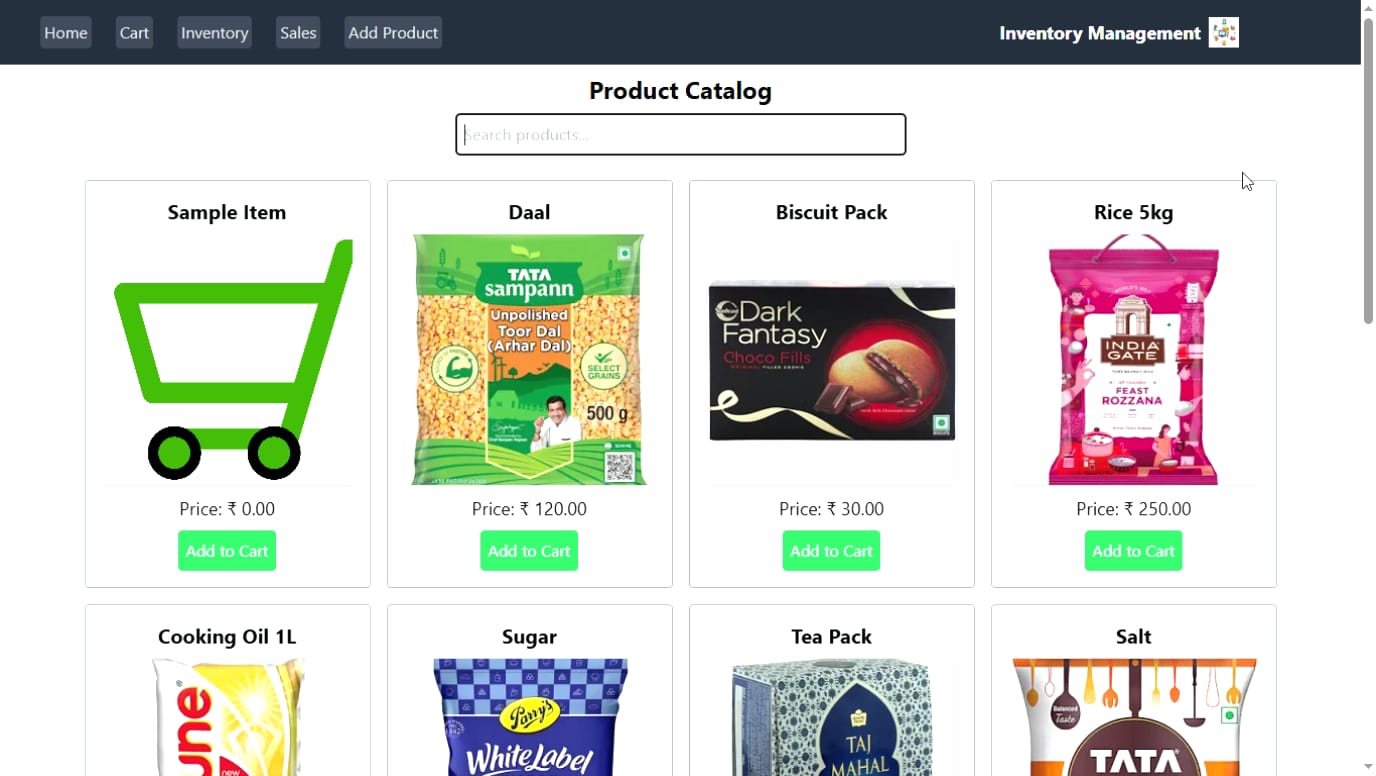 Home
Cart
Inventory
Sales
Add Product
Inventory Management
Product Catalog
Search products...
Sample Item
Price: ₹ 0.00
Add to Cart
Daal
TATA
sampann
Unpolished
Toor Dal
(Arhar Dal)
SELECT
GRAINS
500 g
Price: ₹ 120.00
Add to Cart
Biscuit Pack
Dark
Fantasy
Choco Fills
Price: ₹ 30.00
Add to Cart
Rice 5kg
INDIA
GATE
FEAST
ROZZANA
Price: ₹ 250.00
Add to Cart
Cooking Oil 1L
une
Sugar
Parry's
White Label
Tea Pack
TAJ
MAHAL
Salt
Balanced
Taste
TATA